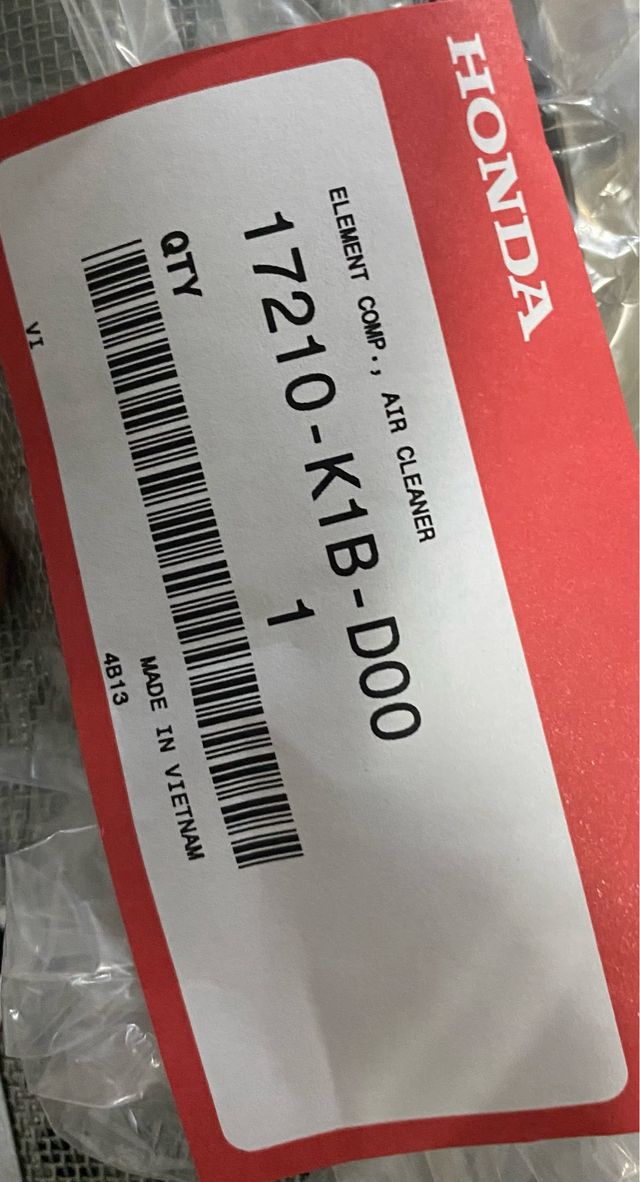 HONDA
ELEMENT COMP., AIR CLEANER
17210-K1B-D00
QTY 1
MADE IN VIETNAM
VI 4B13